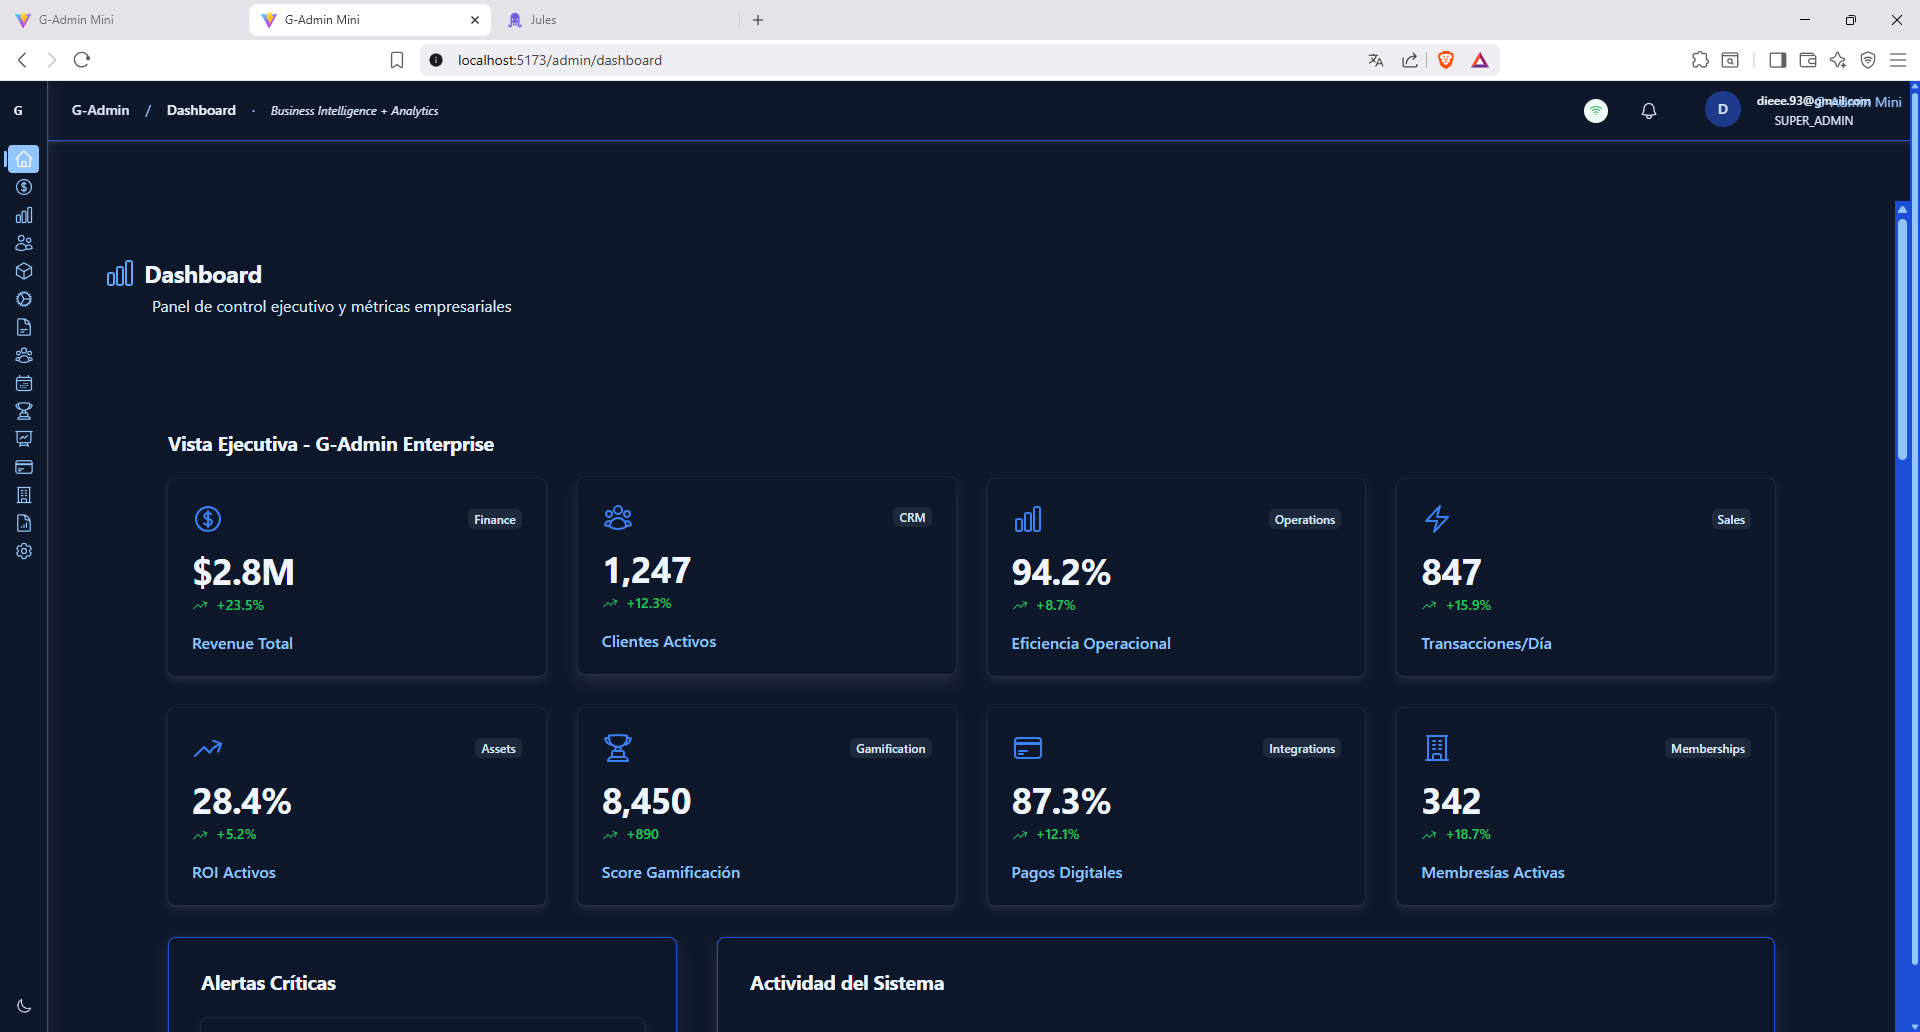 G-Admin Mini
G-Admin Mini
Jules
localhost:5173/admin/dashboard
G
G-Admin / Dashboard · Business Intelligence + Analytics
D
dieee.93@gmail.com
G-Admin Mini
SUPER_ADMIN
Dashboard
Panel de control ejecutivo y métricas empresariales
Vista Ejecutiva - G-Admin Enterprise
Finance
$2.8M
+23.5%
Revenue Total
CRM
1,247
+12.3%
Clientes Activos
Operations
94.2%
+8.7%
Eficiencia Operacional
Sales
847
+15.9%
Transacciones/Día
Assets
28.4%
+5.2%
ROI Activos
Gamification
8,450
+890
Score Gamificación
Integrations
87.3%
+12.1%
Pagos Digitales
Memberships
342
+18.7%
Membresías Activas
Alertas Críticas
Actividad del Sistema